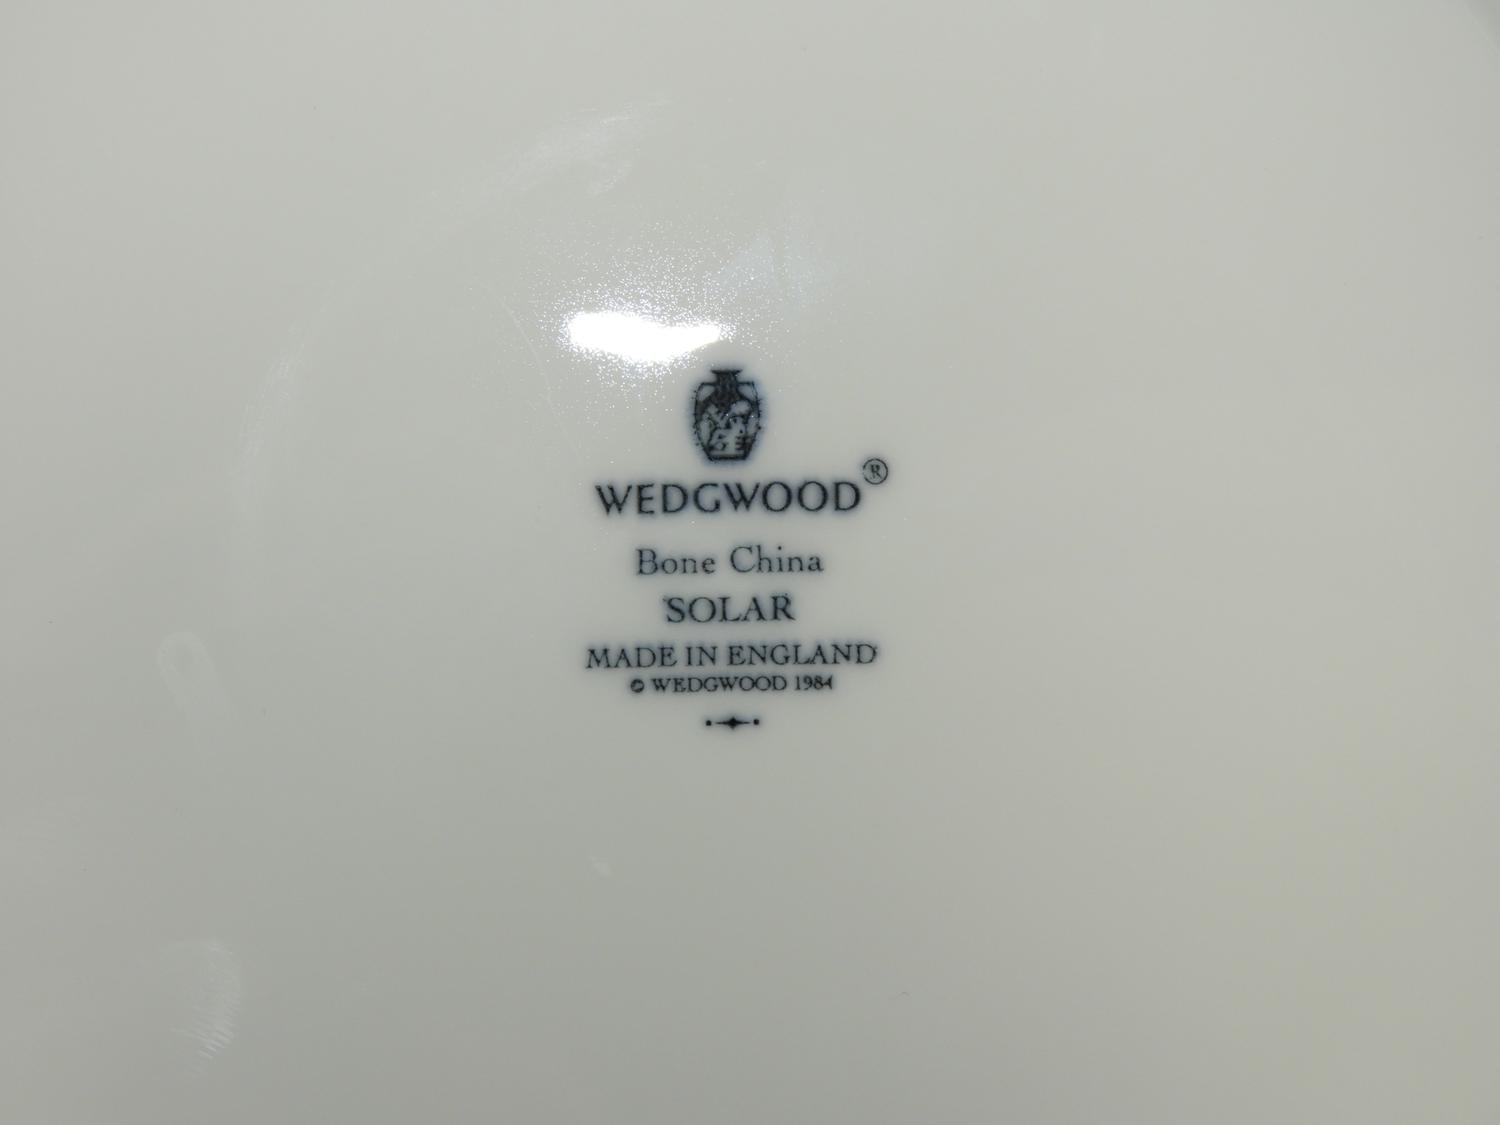 WEDGWOOD®
Bone China
SOLAR
MADE IN ENGLAND
© WEDGWOOD 1984